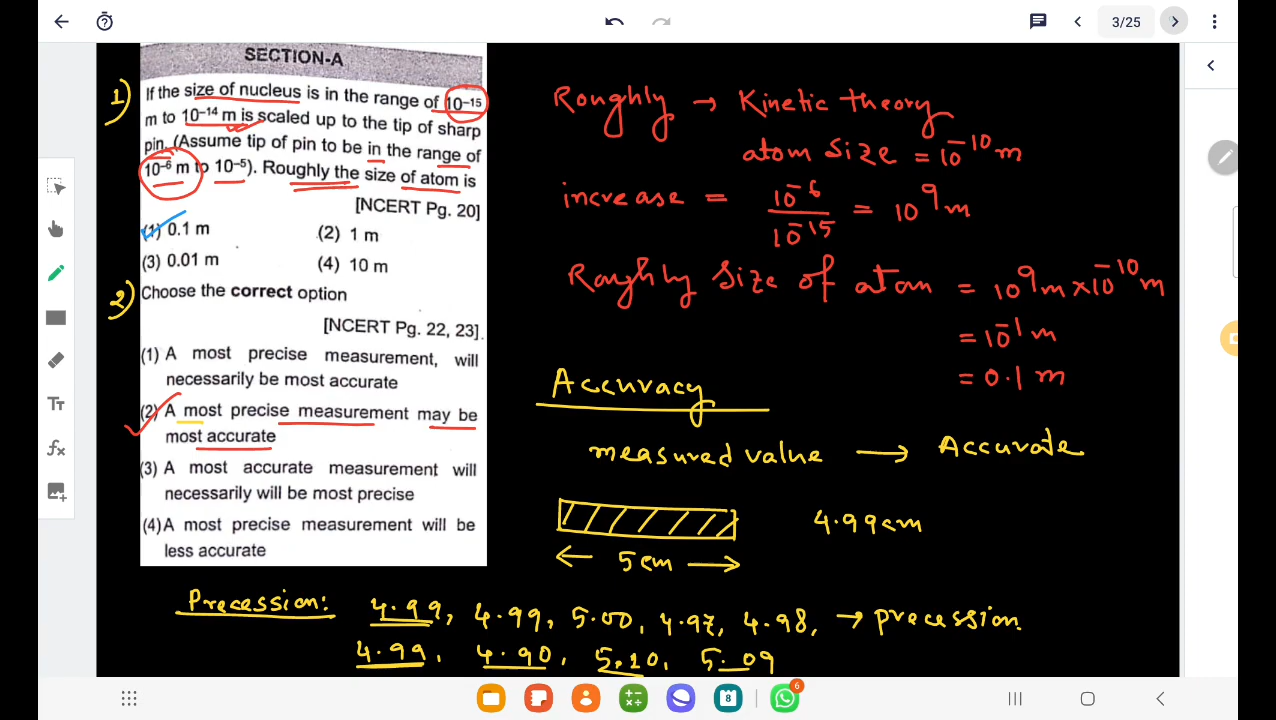 3/25
SECTION-A
1)
If the size of nucleus is in the range of 10⁻¹⁵
m to 10⁻¹⁴ m is scaled up to the tip of sharp
pin. (Assume tip of pin to be in the range of
10⁻⁶ m to 10⁻⁵). Roughly the size of atom is
[NCERT Pg. 20]
(1) 0.1 m
(2) 1 m
(3) 0.01 m
(4) 10 m
2)
Choose the correct option
[NCERT Pg. 22, 23]
(1) A most precise measurement, will
necessarily be most accurate
(2) A most precise measurement may be
most accurate
(3) A most accurate measurement will
necessarily will be most precise
(4) A most precise measurement will be
less accurate
Roughly → Kinetic theory
atom size = 10⁻¹⁰ m
increase = 10⁻⁶ / 10⁻¹⁵ = 10⁹ m
Roughly size of atom = 10⁹ m × 10⁻¹⁰ m
= 10⁻¹ m
= 0.1 m
Accuracy
measured value → Accurate
4.99cm
← 5cm →
Precession: 4.99, 4.99, 5.00, 4.97, 4.98, → precession.
4.99, 4.90, 5.10, 5.09
Tт
fx
8
6